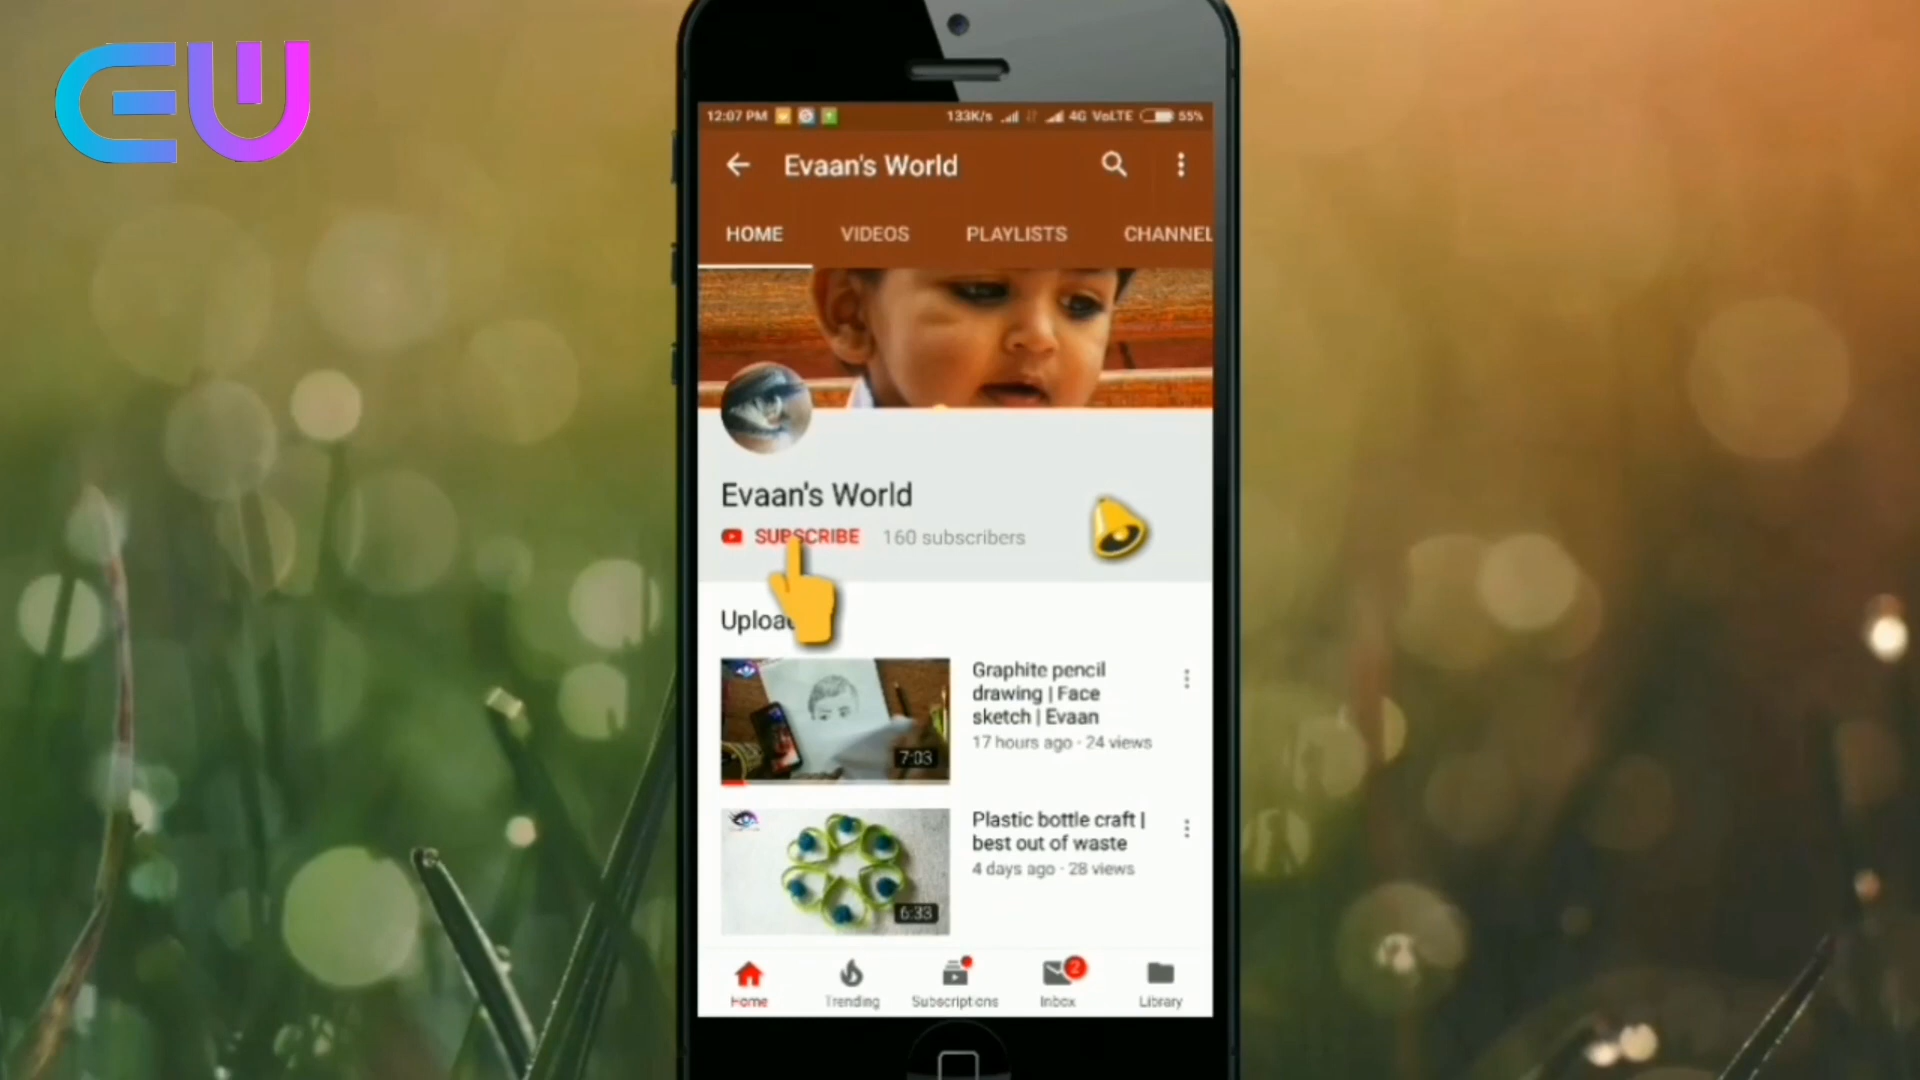 EW
12:07 PM 133K/s 4G VoLTE 55%
Evaan's World
HOME VIDEOS PLAYLISTS CHANNEL
Evaan's World
SUBSCRIBE 160 subscribers
Graphite pencil
drawing | Face
sketch | Evaan
17 hours ago · 24 views
7:03
Plastic bottle craft |
best out of waste
4 days ago · 28 views
6:33
Home Trending Subscriptions Inbox 2 Library